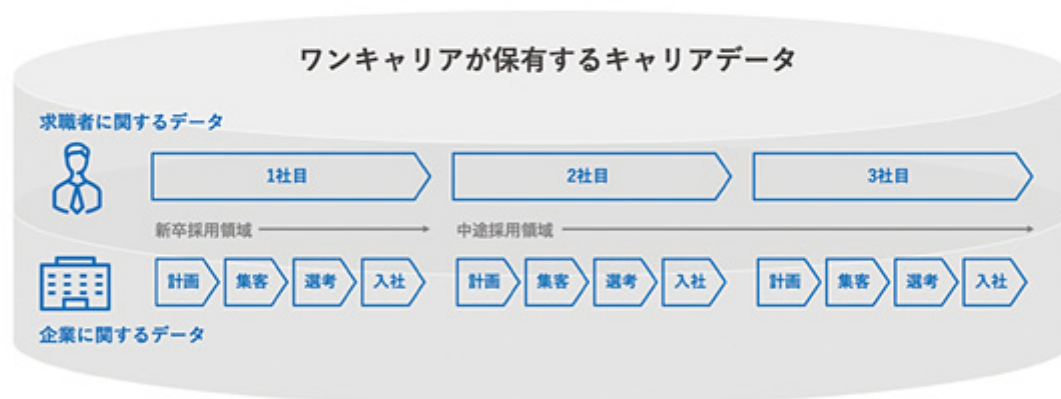 ワンキャリアが保有するキャリアデータ
求職者に関するデータ
1社目 2社目 3社目
新卒採用領域 中途採用領域
計画 集客 選考 入社 計画 集客 選考 入社 計画 集客 選考 入社
企業に関するデータ